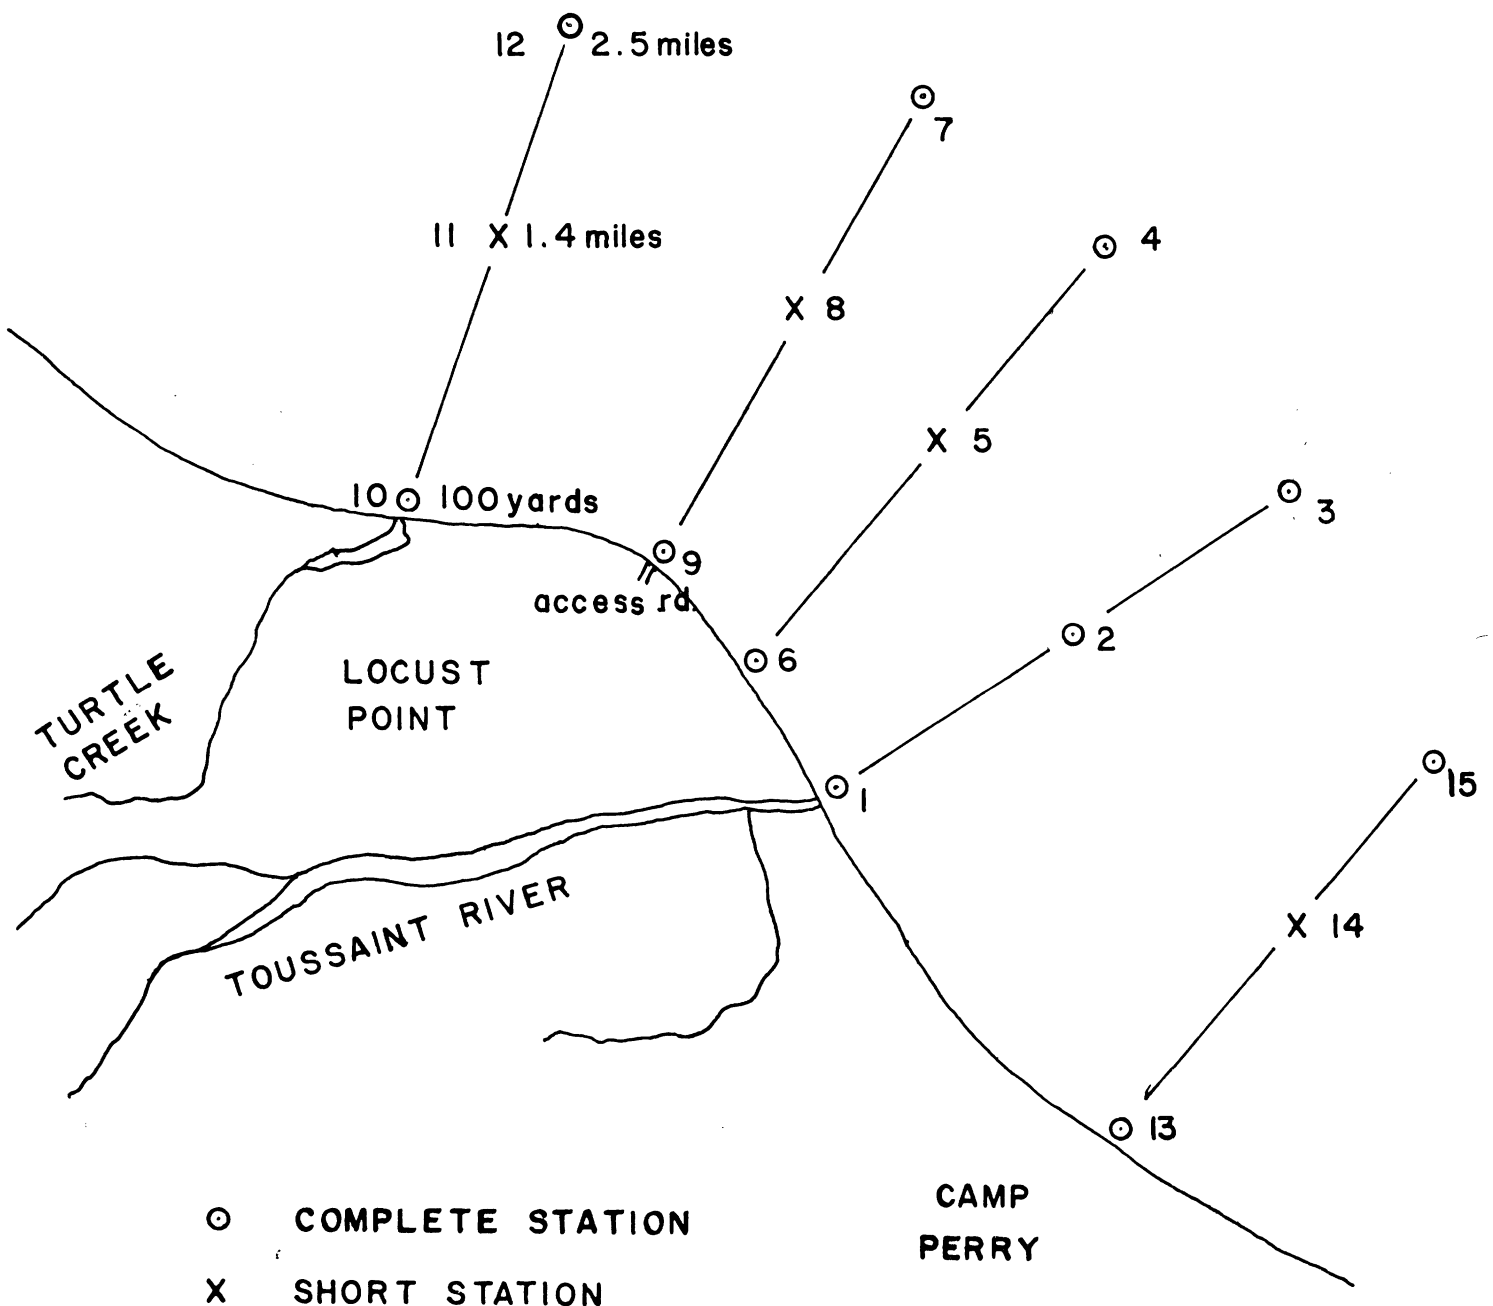 12 ⊙ 2.5 miles
⊙ 7
⊙ 4
11 X 1.4 miles
X 8
X 5
⊙ 3
10 ⊙ 100 yards
⊙ 9
access rd.
⊙ 2
⊙ 6
LOCUST
POINT
TURTLE
CREEK
⊙ 1
⊙ 15
TOUSSAINT RIVER
X 14
⊙ 13
CAMP
PERRY
⊙ COMPLETE STATION
X SHORT STATION